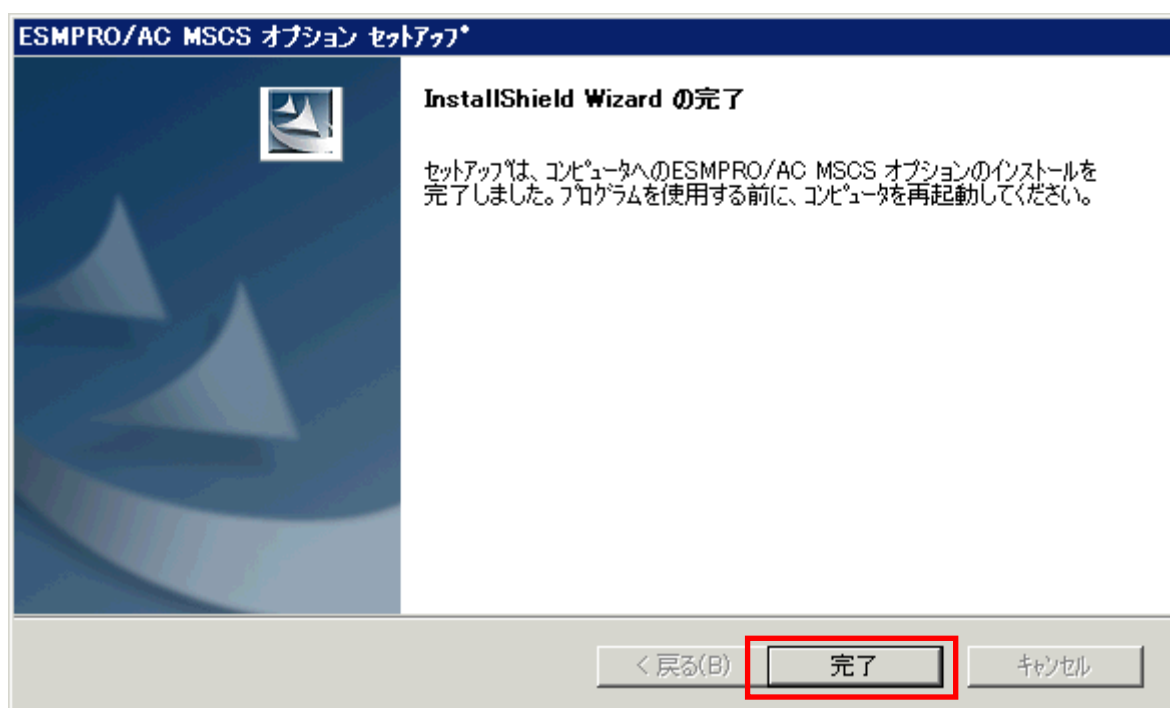 ESMPRO/AC MSCS オプション セットアップ
InstallShield Wizard の完了
セットアップは、コンピュータへのESMPRO/AC MSCS オプションのインストールを
完了しました。プログラムを使用する前に、コンピュータを再起動してください。
< 戻る(B)
完了
キャンセル